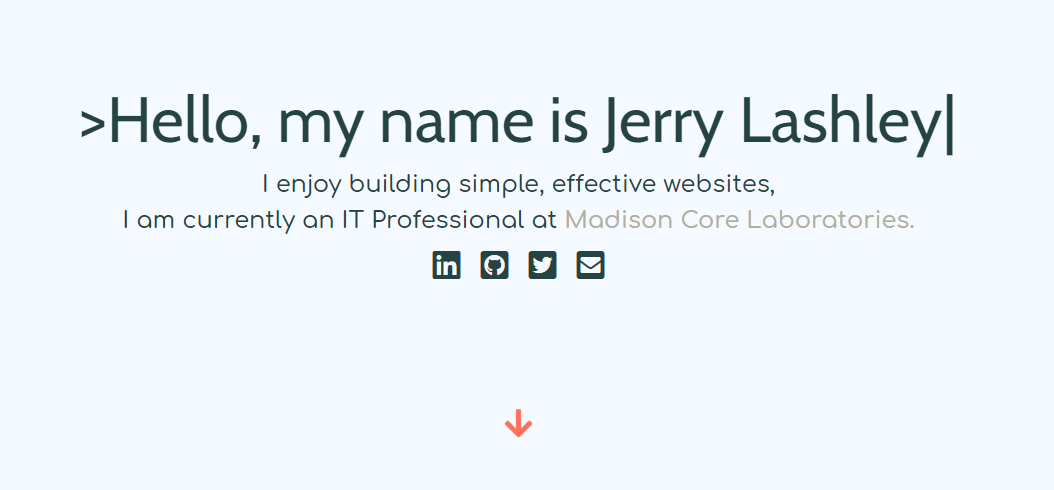 >Hello, my name is Jerry Lashley|
I enjoy building simple, effective websites,
I am currently an IT Professional at Madison Core Laboratories.
in